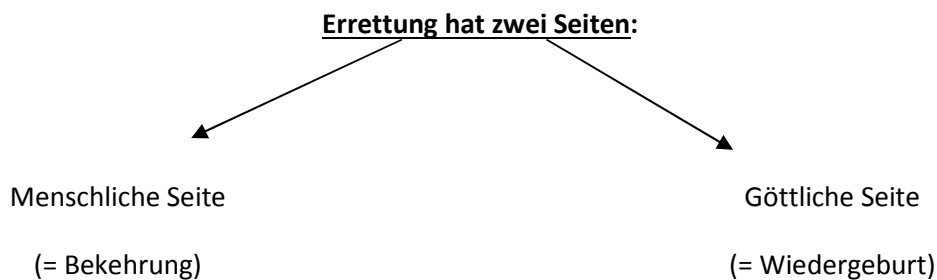 Errettung hat zwei Seiten:
Menschliche Seite
Göttliche Seite
(= Bekehrung)
(= Wiedergeburt)